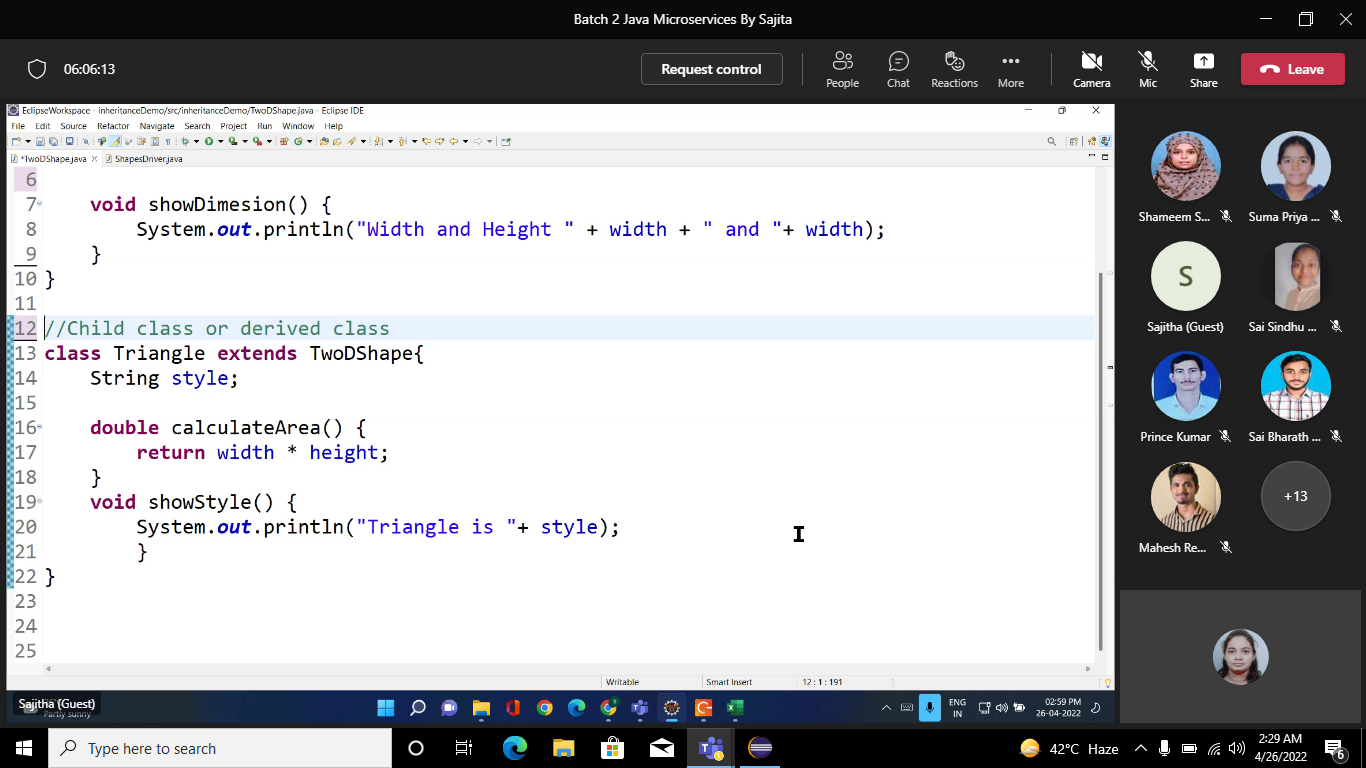 Batch 2 Java Microservices By Sajita
06:06:13
Request control
People
Chat
Reactions
More
Camera
Mic
Share
Leave
EclipseWorkspace - inheritanceDemo/src/inheritanceDemo/TwoDShape.java - Eclipse IDE
File Edit Source Refactor Navigate Search Project Run Window Help
*TwoDShape.java
ShapesDriver.java
6
7 void showDimesion() {
8 System.out.println("Width and Height " + width + " and "+ width);
9 }
10 }
11
12 //Child class or derived class
13 class Triangle extends TwoDShape{
14 String style;
15
16 double calculateArea() {
17 return width * height;
18 }
19 void showStyle() {
20 System.out.println("Triangle is "+ style);
21 }
22 }
23
24
25
Writable
Smart Insert
12 : 1 : 191
Shameem S...
Suma Priya ...
S
Sajitha (Guest)
Sai Sindhu ...
Prince Kumar
Sai Bharath ...
Mahesh Re...
+13
Sajitha (Guest)
Partly sunny
ENG
IN
02:59 PM
26-04-2022
Type here to search
42°C Haze
2:29 AM
4/26/2022
6